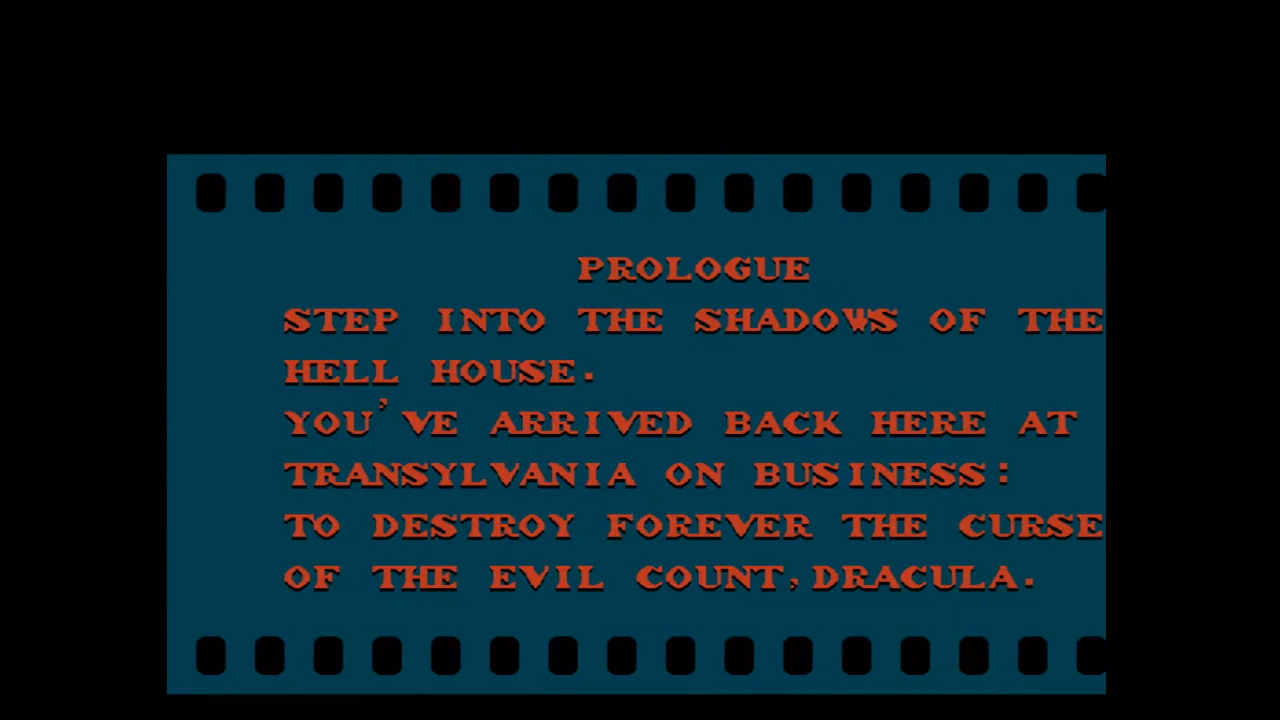 PROLOGUE
STEP INTO THE SHADOWS OF THE
HELL HOUSE.
YOU'VE ARRIVED BACK HERE AT
TRANSYLVANIA ON BUSINESS:
TO DESTROY FOREVER THE CURSE
OF THE EVIL COUNT,DRACULA.